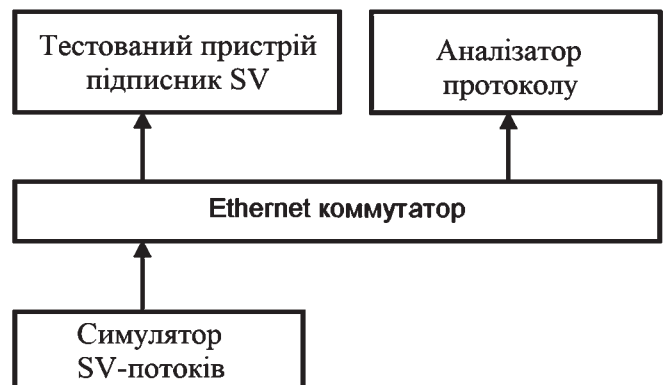 Тестований пристрій
підписник SV
Аналізатор
протоколу
Ethernet коммутатор
Симулятор
SV-потоків